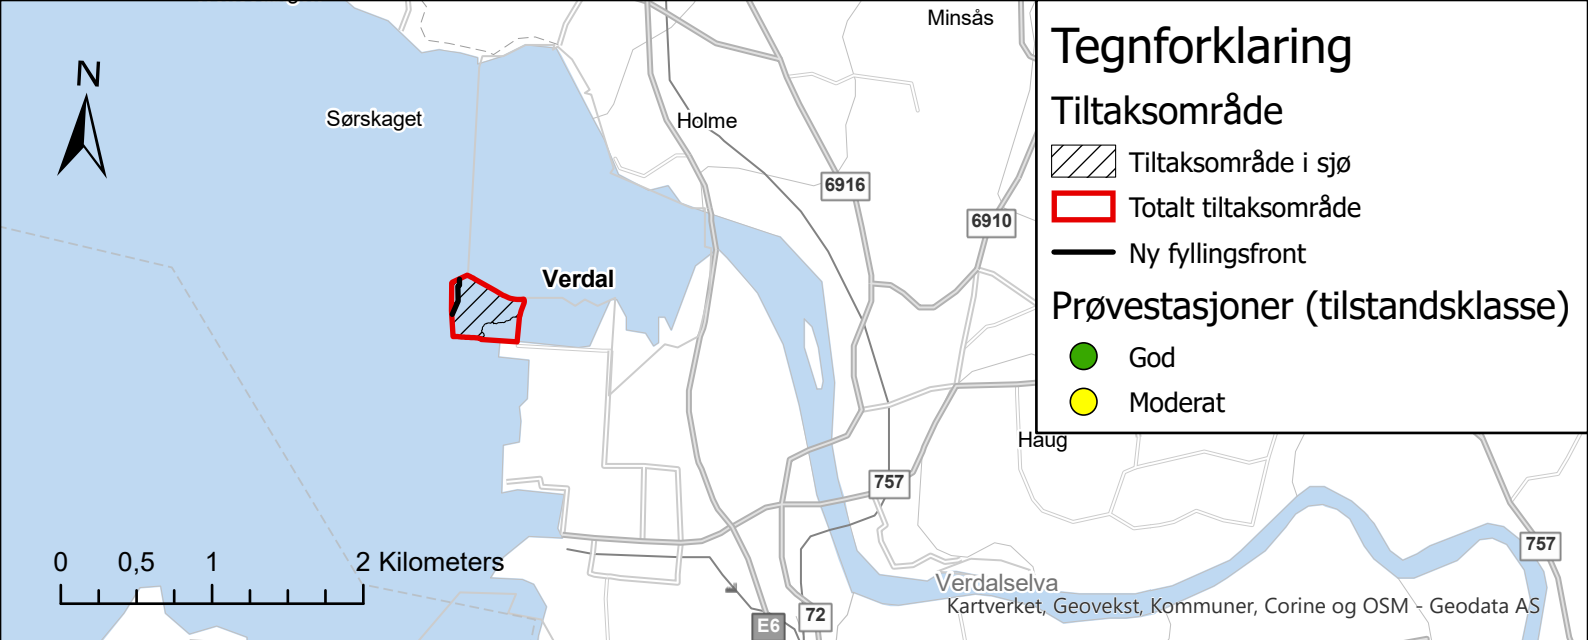 Minsås
N
Sørskaget
Holme
6916
6910
Verdal
757
Haug
757
0 0,5 1 2 Kilometers
Verdalselva
E6
72
Kartverket, Geovekst, Kommuner, Corine og OSM - Geodata AS
Tegnforklaring
Tiltaksområde
Tiltaksområde i sjø
Totalt tiltaksområde
Ny fyllingsfront
Prøvestasjoner (tilstandsklasse)
God
Moderat